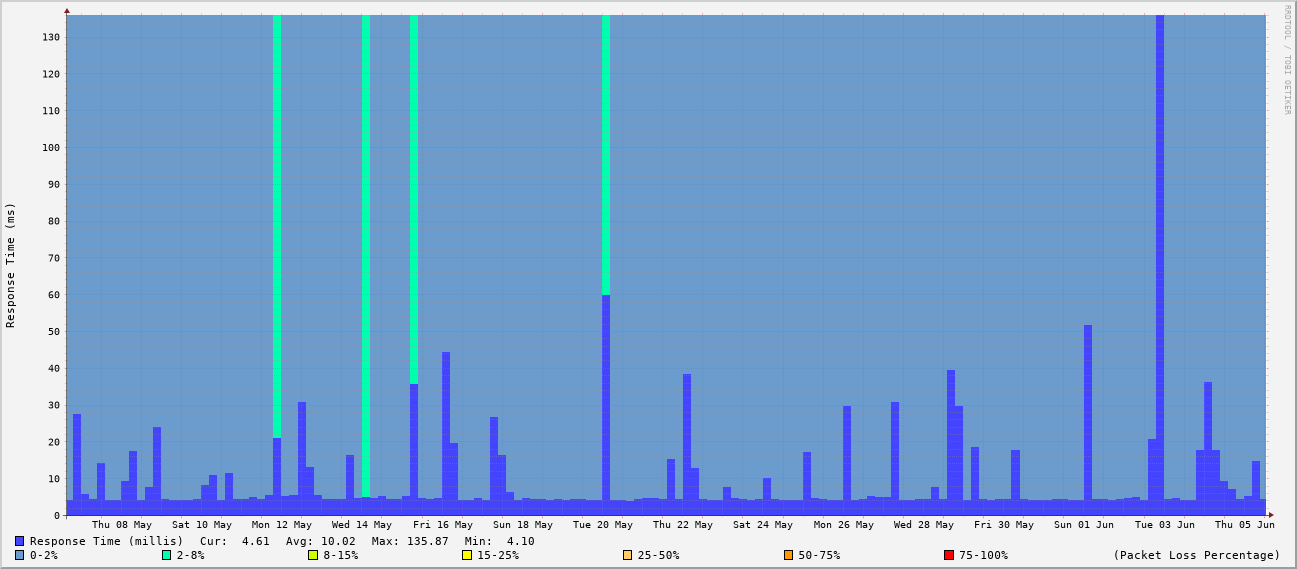 RRDTOOL / TOBI OETIKER
Response Time (ms)
130
120
110
100
90
80
70
60
50
40
30
20
10
0
Thu 08 May Sat 10 May Mon 12 May Wed 14 May Fri 16 May Sun 18 May Tue 20 May Thu 22 May Sat 24 May Mon 26 May Wed 28 May Fri 30 May Sun 01 Jun Tue 03 Jun Thu 05 Jun
Response Time (millis) Cur: 4.61 Avg: 10.02 Max: 135.87 Min: 4.10
0-2% 2-8% 8-15% 15-25% 25-50% 50-75% 75-100% (Packet Loss Percentage)